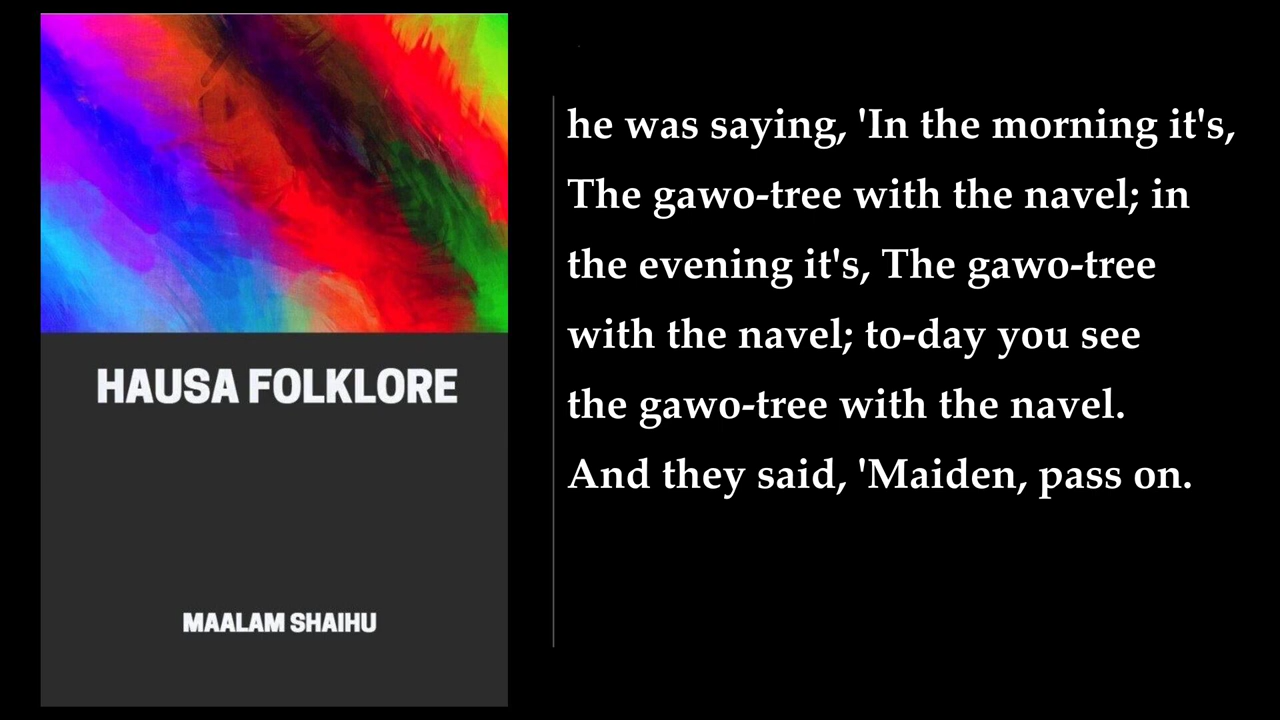 HAUSA FOLKLORE
MAALAM SHAIHU
he was saying, 'In the morning it's,
The gawo-tree with the navel; in
the evening it's, The gawo-tree
with the navel; to-day you see
the gawo-tree with the navel.
And they said, 'Maiden, pass on.